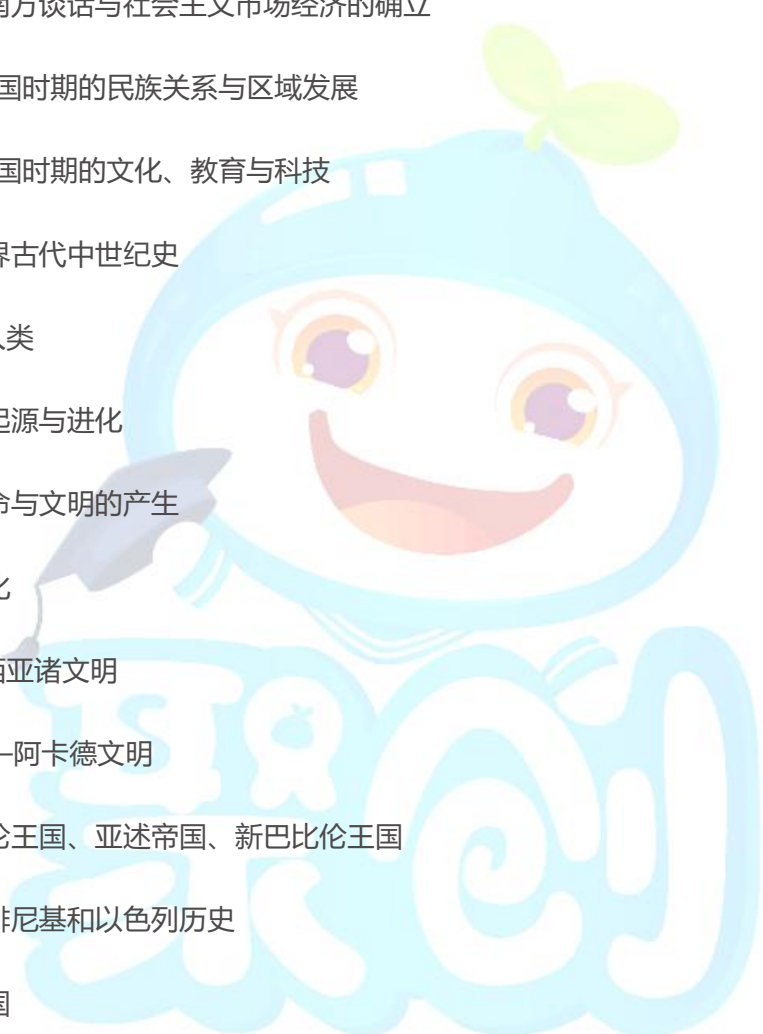 南方谈话与社会主义市场经济的确立
国时期的民族关系与区域发展
国时期的文化、教育与科技
界古代中世纪史
人类
起源与进化
命与文明的产生
化
西亚诸文明
–阿卡德文明
伦王国、亚述帝国、新巴比伦王国
腓尼基和以色列历史
国
聚创